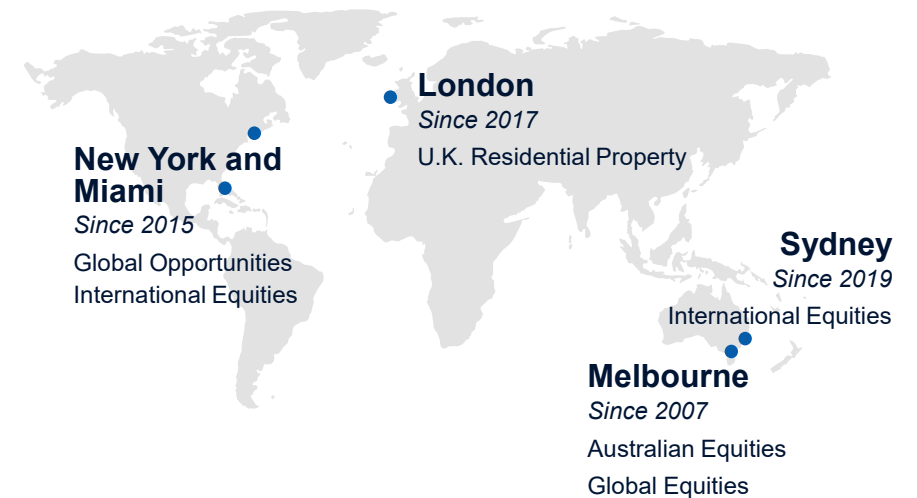 London
Since 2017
U.K. Residential Property
New York and
Miami
Since 2015
Global Opportunities
International Equities
Sydney
Since 2019
International Equities
Melbourne
Since 2007
Australian Equities
Global Equities